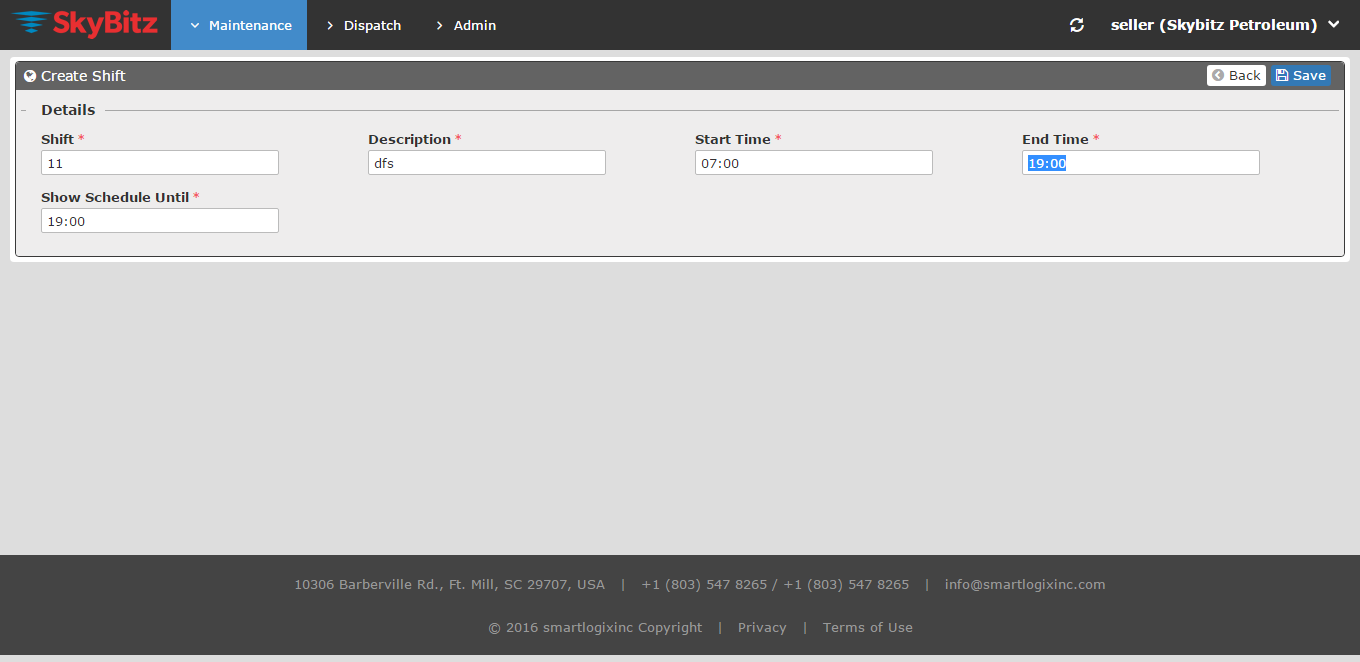 SkyBitz Maintenance Dispatch Admin seller (Skybitz Petroleum)
Create Shift Back Save
Details
Shift * Description * Start Time * End Time *
11 dfs 07:00 19:00
Show Schedule Until *
19:00
10306 Barberville Rd., Ft. Mill, SC 29707, USA | +1 (803) 547 8265 / +1 (803) 547 8265 | info@smartlogixinc.com
© 2016 smartlogixinc Copyright | Privacy | Terms of Use